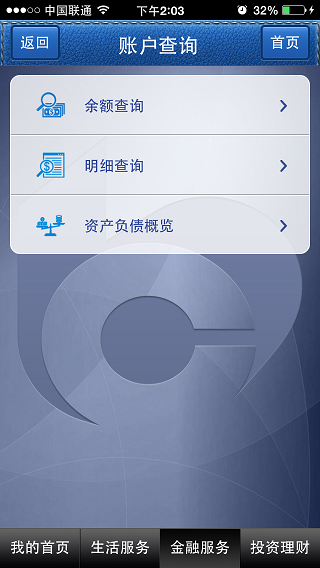 中国联通 下午2:03 32%
返回 账户查询 首页
余额查询
明细查询
资产负债概览
我的首页 生活服务 金融服务 投资理财